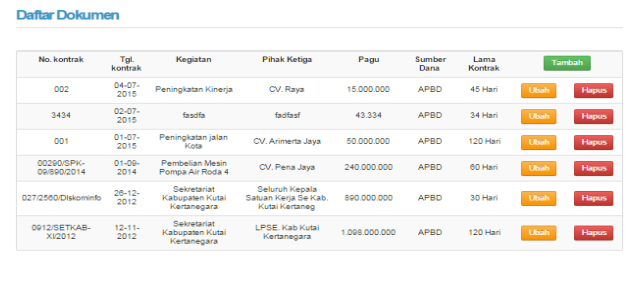 Daftar Dokumen
No. kontrak Tgl. kontrak Kegiatan Pihak Ketiga Pagu Sumber Dana Lama Kontrak Tambah
002 04-07-2015 Peningkatan Kinerja CV. Raya 15.000.000 APBD 45 Hari Ubah Hapus
3434 02-07-2015 fasdfa fadfasf 43.334 APBD 34 Hari Ubah Hapus
001 01-07-2015 Peningkatan jalan Kota CV. Arimerta Jaya 50.000.000 APBD 120 Hari Ubah Hapus
00290/SPK-09/890/2014 01-09-2014 Pembelian Mesin Pompa Air Roda 4 CV. Pena Jaya 240.000.000 APBD 60 Hari Ubah Hapus
027/2560/DIskominfo 26-12-2012 Sekretariat Kabupaten Kutai Kertanegara Seluruh Kepala Satuan Kerja Se Kab. Kutai Kertaneg 890.000.000 APBD 30 Hari Ubah Hapus
0912/SETKAB-XI/2012 12-11-2012 Sekretariat Kabupaten Kutai Kertanegara LPSE. Kab Kutai Kertanegara 1.098.000.000 APBD 120 Hari Ubah Hapus